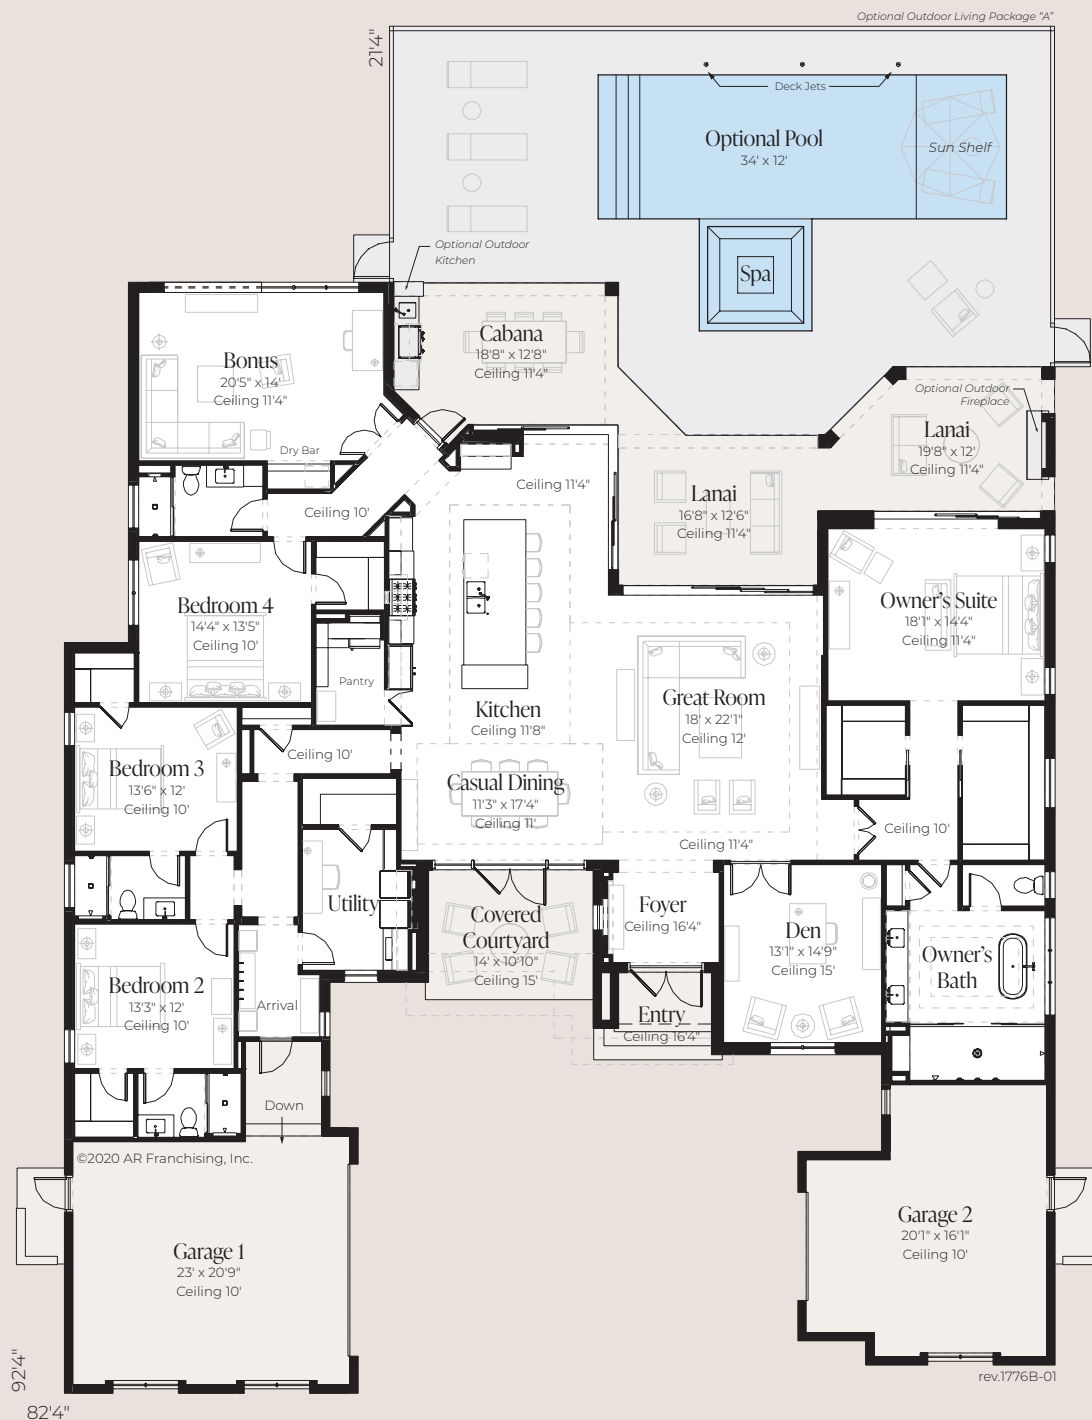 Optional Outdoor Living Package "A"
21'4"
Deck Jets
Optional Pool
34' x 12'
Sun Shelf
Optional Outdoor
Kitchen
Spa
Cabana
18'8" x 12'8"
Ceiling 11'4"
Bonus
20'5" x 14'
Ceiling 11'4"
Dry Bar
Optional Outdoor
Fireplace
Lanai
19'8" x 12'
Ceiling 11'4"
Ceiling 11'4"
Lanai
16'8" x 12'6"
Ceiling 11'4"
Ceiling 10'
Bedroom 4
14'4" x 13'5"
Ceiling 10'
Owner's Suite
18'1" x 14'4"
Ceiling 11'4"
Pantry
Kitchen
Ceiling 11'8"
Great Room
18' x 22'1"
Ceiling 12'
Ceiling 10'
Bedroom 3
13'6" x 12'
Ceiling 10'
Casual Dining
11'3" x 17'4"
Ceiling 11'
Ceiling 11'4"
Ceiling 10'
Utility
Covered
Courtyard
14' x 10'10"
Ceiling 15'
Foyer
Ceiling 16'4"
Den
13'1" x 14'9"
Ceiling 15'
Owner's
Bath
Bedroom 2
13'3" x 12'
Ceiling 10'
Arrival
Entry
Ceiling 16'4"
Down
©2020 AR Franchising, Inc.
Garage 1
23' x 20'9"
Ceiling 10'
Garage 2
20'1" x 16'1"
Ceiling 10'
92'4"
82'4"
rev.1776B-01